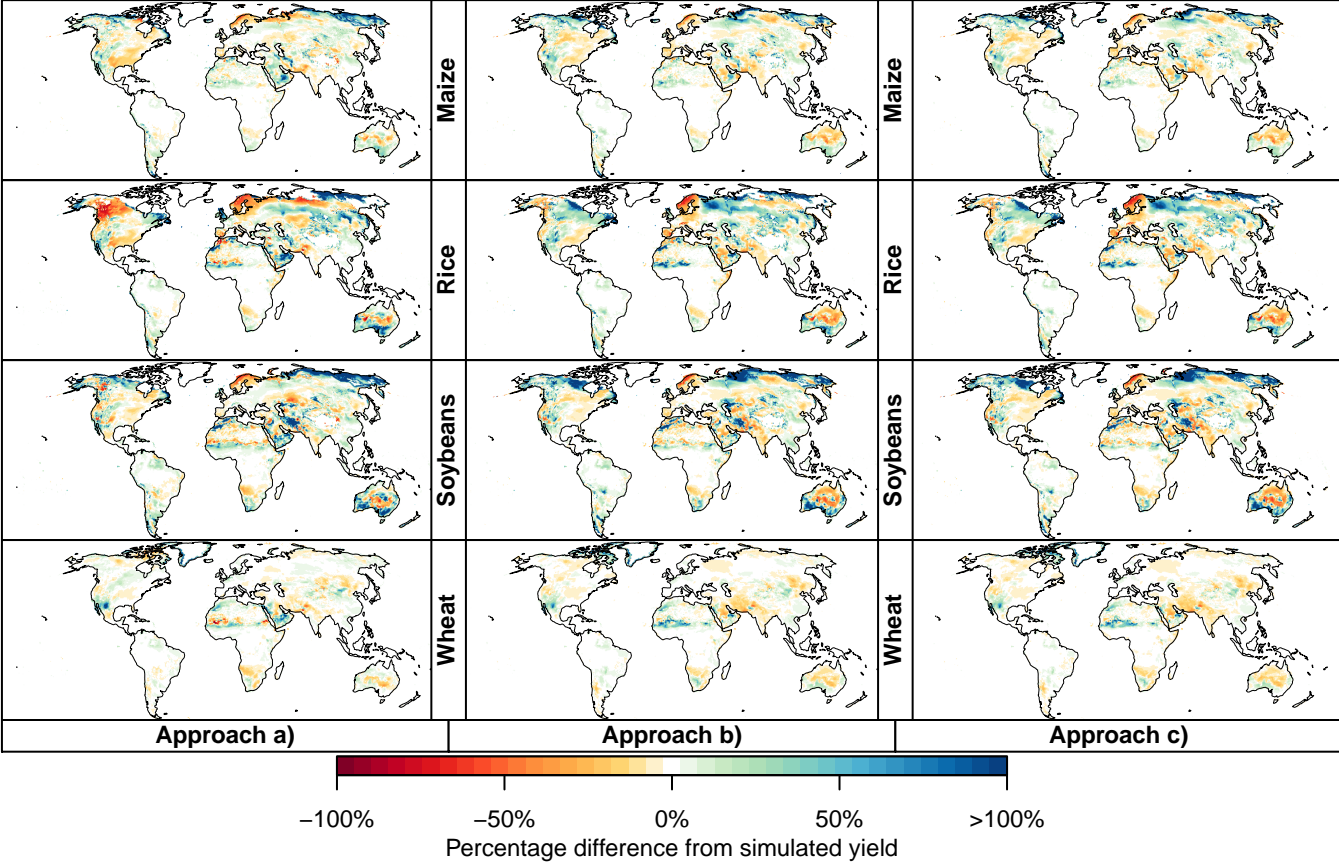 Maize
Maize
Rice
Rice
Soybeans
Soybeans
Wheat
Wheat
Approach a)
Approach b)
Approach c)
−100%
−50%
0%
50%
>100%
Percentage difference from simulated yield